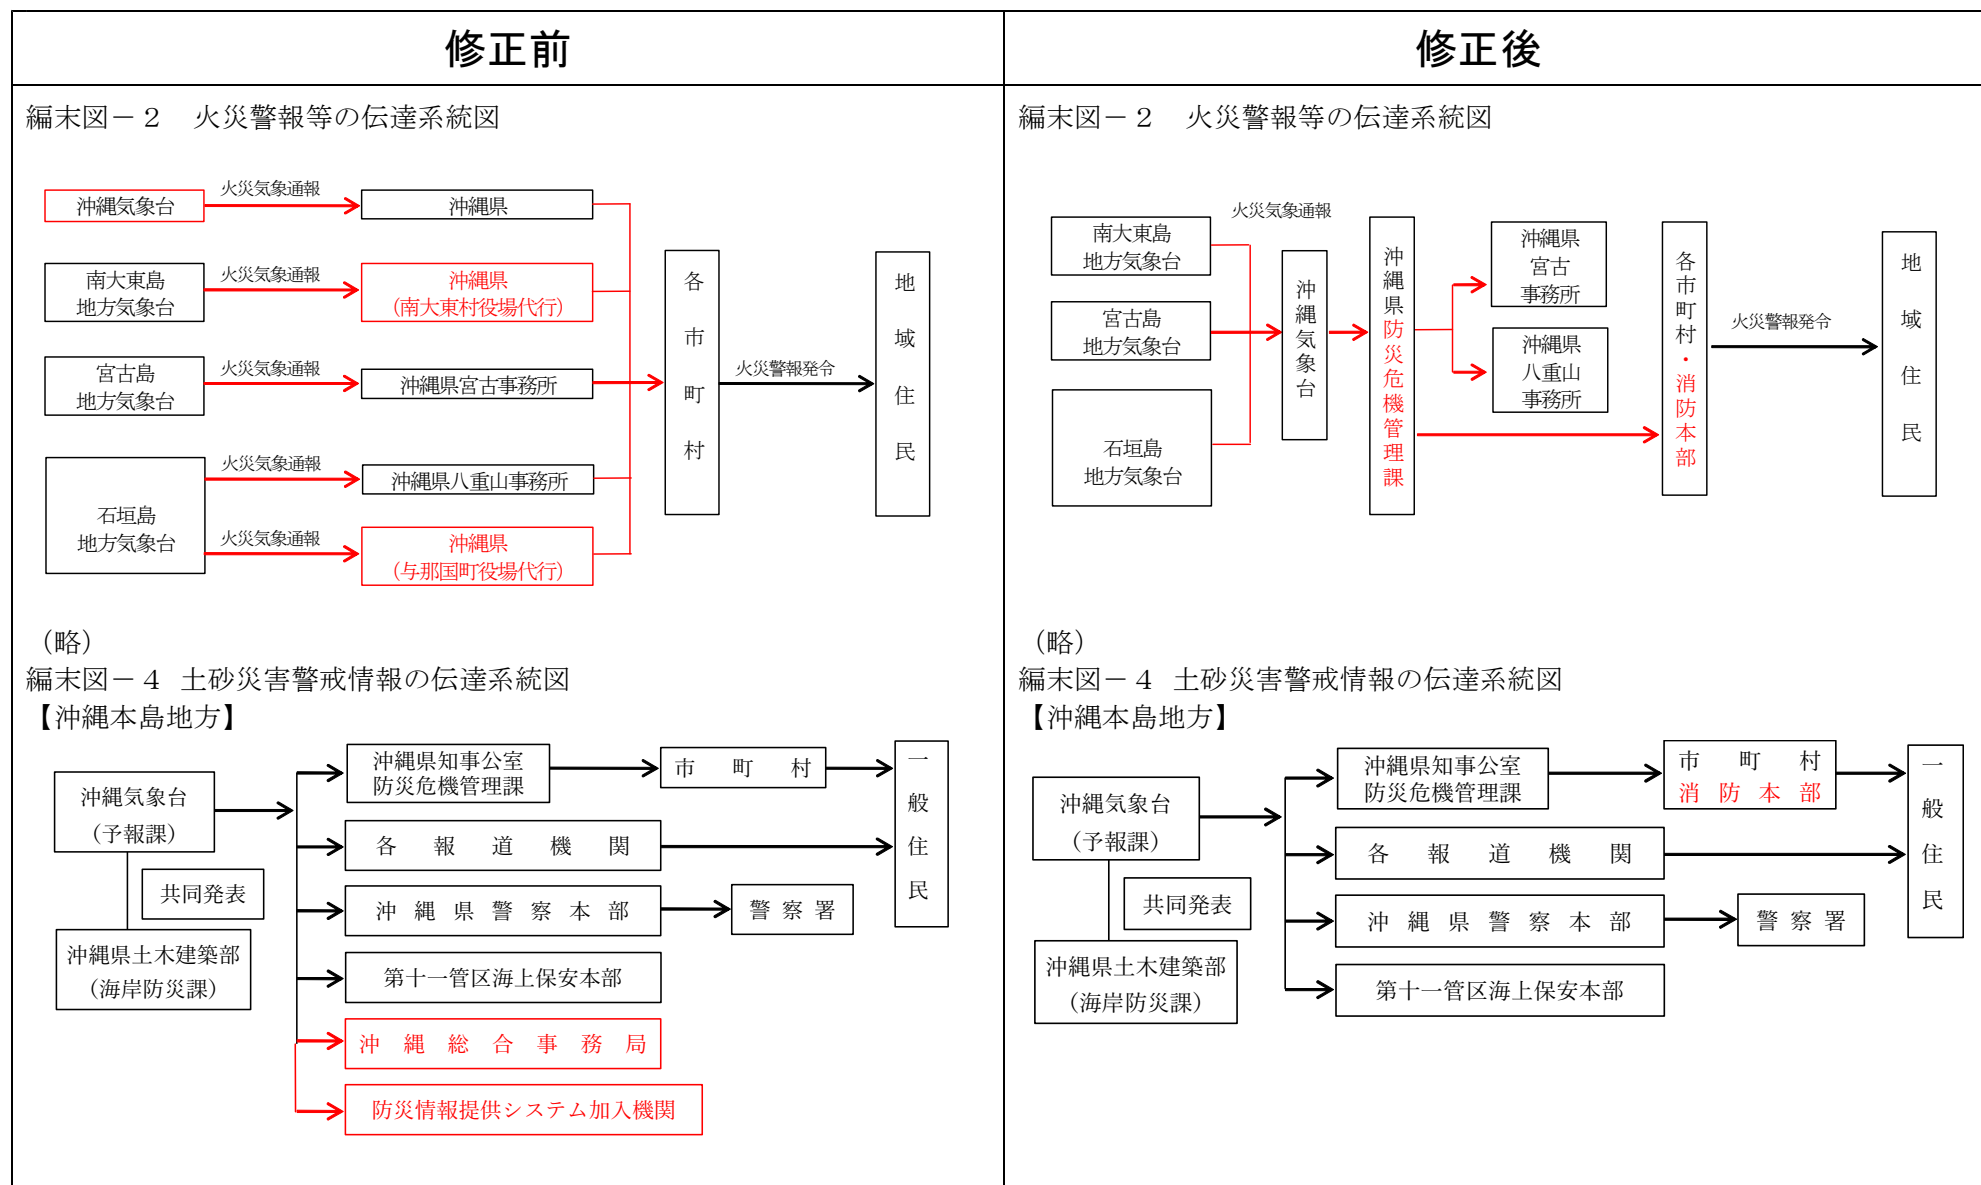 修正前
編末図－２　火災警報等の伝達系統図
沖縄気象台
火災気象通報
沖縄県
南大東島
地方気象台
火災気象通報
沖縄県
(南大東村役場代行)
宮古島
地方気象台
火災気象通報
沖縄県宮古事務所
石垣島
地方気象台
火災気象通報
沖縄県八重山事務所
火災気象通報
沖縄県
(与那国町役場代行)
各市町村
火災警報発令
地域住民
（略）
編末図－４ 土砂災害警戒情報の伝達系統図
【沖縄本島地方】
沖縄気象台
（予報課）
共同発表
沖縄県土木建築部
（海岸防災課）
沖縄県知事公室
防災危機管理課
市町村
各報道機関
沖縄県警察本部
警察署
第十一管区海上保安本部
沖縄総合事務局
防災情報提供システム加入機関
一般住民
修正後
編末図－２　火災警報等の伝達系統図
火災気象通報
南大東島
地方気象台
宮古島
地方気象台
石垣島
地方気象台
沖縄気象台
沖縄県防災危機管理課
沖縄県
宮古
事務所
沖縄県
八重山
事務所
各市町村・消防本部
火災警報発令
地域住民
（略）
編末図－４ 土砂災害警戒情報の伝達系統図
【沖縄本島地方】
沖縄気象台
（予報課）
共同発表
沖縄県土木建築部
（海岸防災課）
沖縄県知事公室
防災危機管理課
市町村
消防本部
各報道機関
沖縄県警察本部
警察署
第十一管区海上保安本部
一般住民